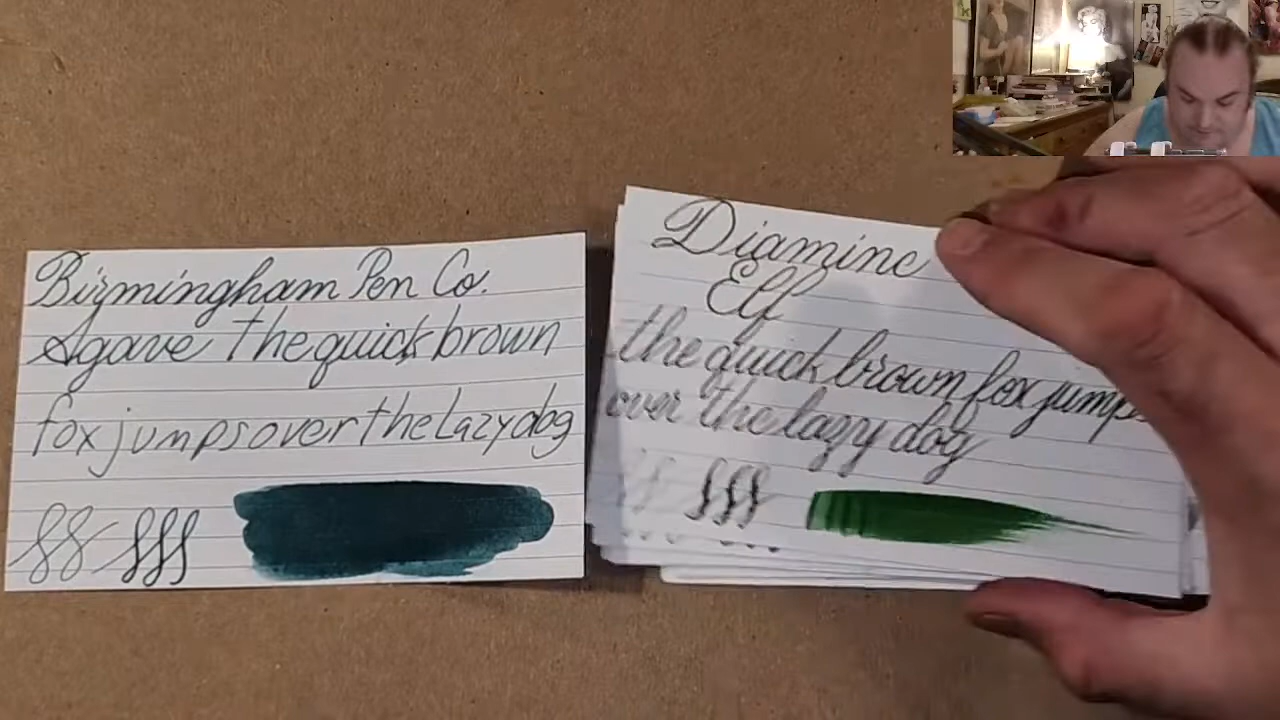 Birmingham Pen Co.
Agave the quick brown
fox jumps over the Lazy dog
Diamine
Elf
the quick brown fox jumps
over the lazy dog